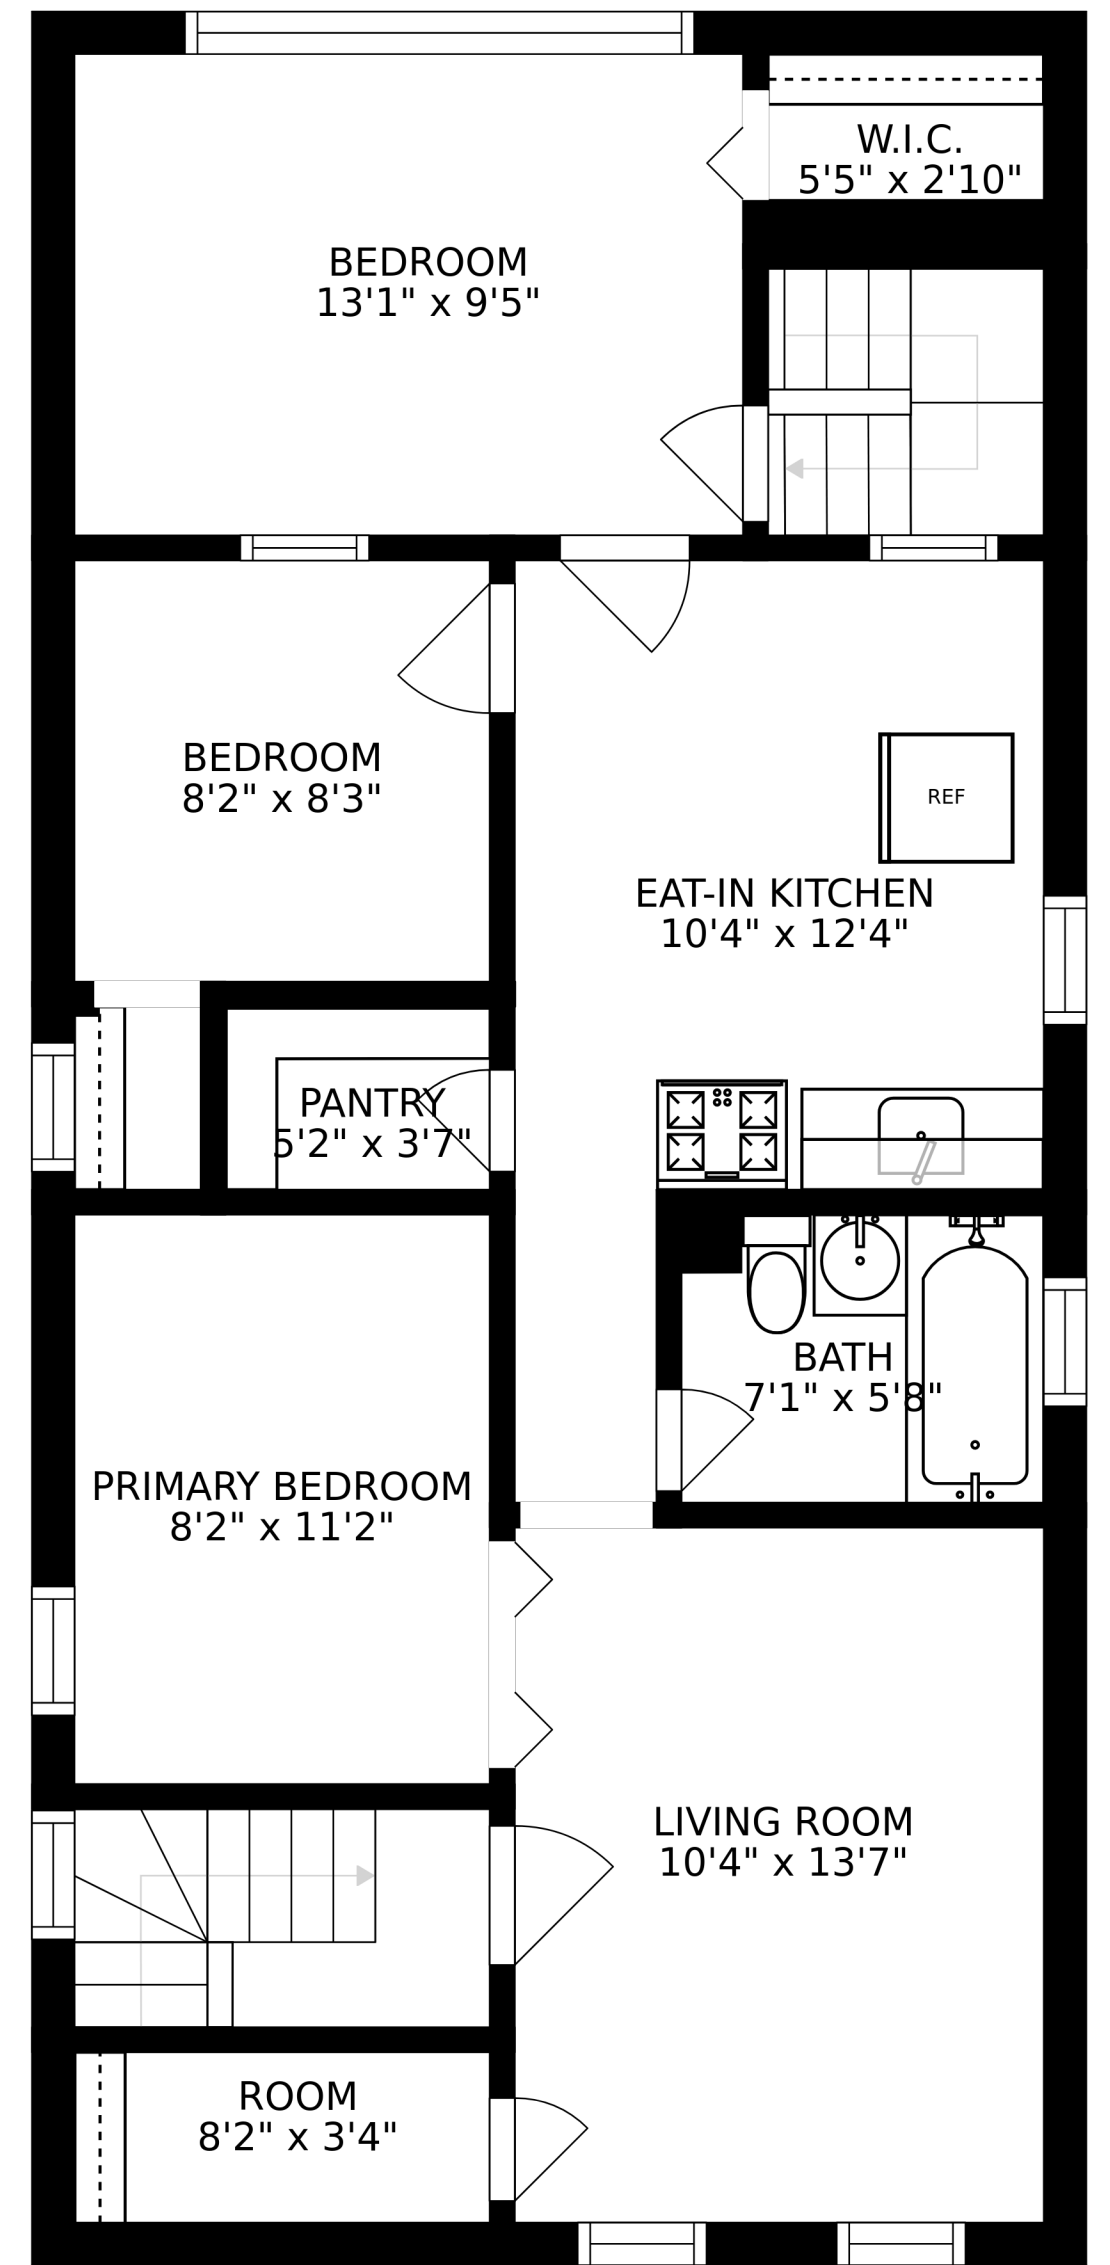 W.I.C.
5'5" x 2'10"
BEDROOM
13'1" x 9'5"
BEDROOM
8'2" x 8'3"
REF
EAT-IN KITCHEN
10'4" x 12'4"
PANTRY
5'2" x 3'7"
BATH
7'1" x 5'8"
PRIMARY BEDROOM
8'2" x 11'2"
LIVING ROOM
10'4" x 13'7"
ROOM
8'2" x 3'4"